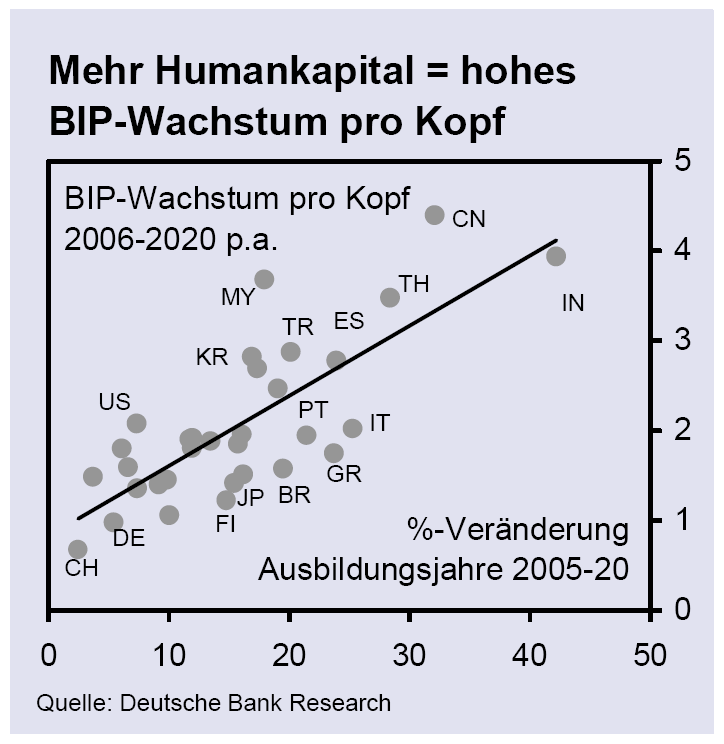 Mehr Humankapital = hohes
BIP-Wachstum pro Kopf
5
BIP-Wachstum pro Kopf
CN
2006-2020 p.a.
4
TH
MY
IN
ES
TR
3
KR
US
PT
IT
2
GR
BR
JP
FI
%-Veränderung
1
DE
CH
Ausbildungsjahre 2005-20
0
0 10 20 30 40 50
Quelle: Deutsche Bank Research